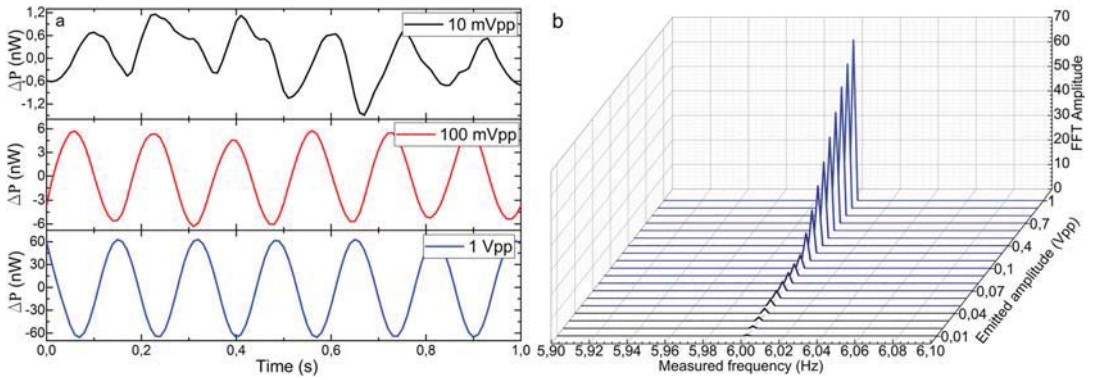 a
10 mVpp
1,2
0,6
0,0
-0,6
-1,2
ΔP (nW)
100 mVpp
6
3
0
-3
-6
ΔP (nW)
1 Vpp
60
30
0
-30
-60
ΔP (nW)
0,0 0,2 0,4 0,6 0,8 1,0
Time (s)
b
70
60
50
40
30
20
10
0
FFT Amplitude
1
0,7
0,4
0,1
0,07
0,04
0,01
Emitted amplitude (Vpp)
5,90 5,92 5,94 5,96 5,98 6,00 6,02 6,04 6,06 6,08 6,10
Measured frequency (Hz)